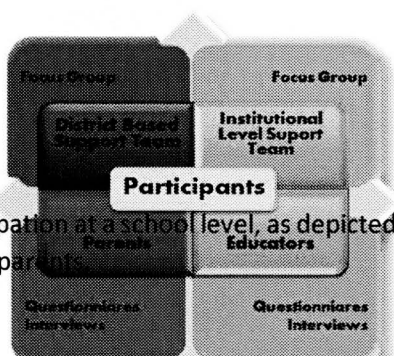 Focus Group
Focus Group
District Based
Support Team
Institutional
Level Suport
Team
Participants
pation at a school level, as depicted
parents.
Parents
Educators
Questionniares
Interviews
Questionniares
Interviews